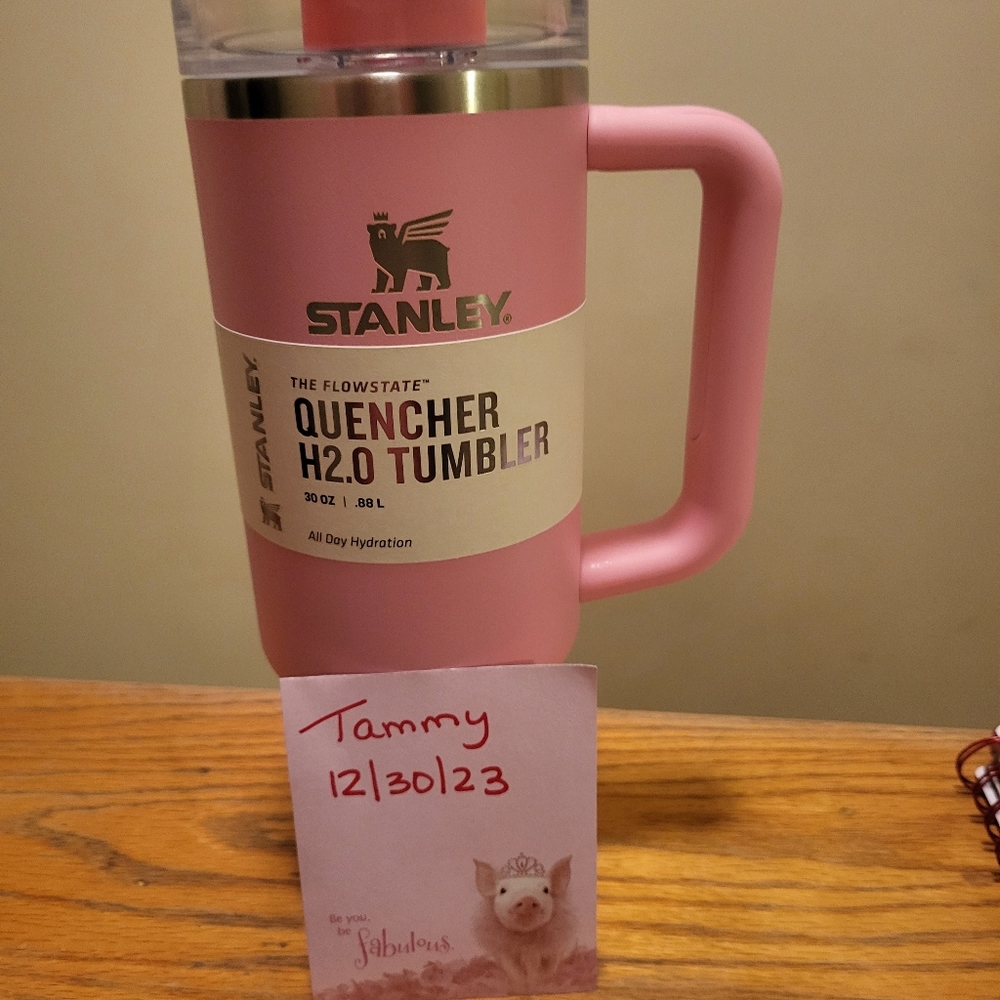 STANLEY®
STANLEY.
THE FLOWSTATE™
QUENCHER
H2.0 TUMBLER
30 OZ | .88 L
All Day Hydration
Tammy
12/30/23
Be you.
be fabulous.